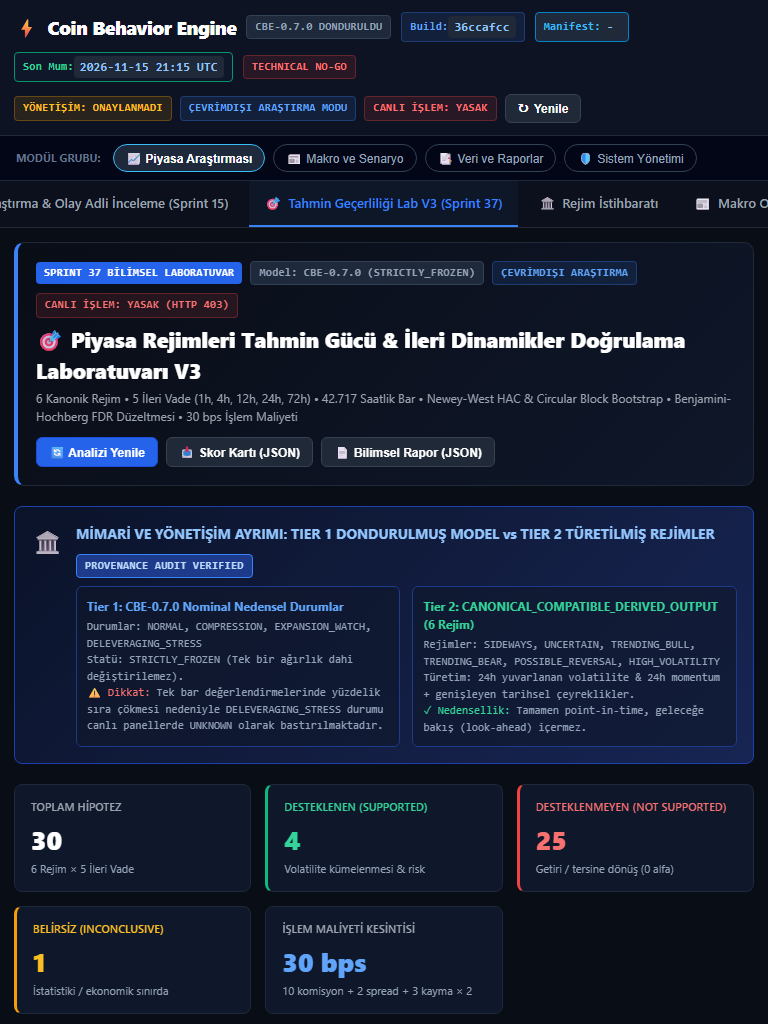 Coin Behavior Engine CBE-0.7.0 DONDURULDU Build: 36ccafcc Manifest: -
Son Mum: 2026-11-15 21:15 UTC TECHNICAL NO-GO
YÖNETİŞİM: ONAYLANMADI ÇEVRİMDIŞI ARAŞTIRMA MODU CANLI İŞLEM: YASAK ↻ Yenile
MODÜL GRUBU: Piyasa Araştırması Makro ve Senaryo Veri ve Raporlar Sistem Yönetimi
ştırma & Olay Adli İnceleme (Sprint 15) Tahmin Geçerliliği Lab V3 (Sprint 37) Rejim İstihbaratı Makro O
SPRINT 37 BİLİMSEL LABORATUVAR Model: CBE-0.7.0 (STRICTLY_FROZEN) ÇEVRİMDIŞI ARAŞTIRMA
CANLI İŞLEM: YASAK (HTTP 403)
Piyasa Rejimleri Tahmin Gücü & İleri Dinamikler Doğrulama
Laboratuvarı V3
6 Kanonik Rejim • 5 İleri Vade (1h, 4h, 12h, 24h, 72h) • 42.717 Saatlik Bar • Newey-West HAC & Circular Block Bootstrap • Benjamini-
Hochberg FDR Düzeltmesi • 30 bps İşlem Maliyeti
Analizi Yenile Skor Kartı (JSON) Bilimsel Rapor (JSON)
MİMARİ VE YÖNETİŞİM AYRIMI: TIER 1 DONDURULMUŞ MODEL vs TIER 2 TÜRETİLMİŞ REJİMLER
PROVENANCE AUDIT VERIFIED
Tier 1: CBE-0.7.0 Nominal Nedensel Durumlar
Durumlar: NORMAL, COMPRESSION, EXPANSION_WATCH,
DELEVERAGING_STRESS
Statü: STRICTLY_FROZEN (Tek bir ağırlık dahi
değiştirilemez).
⚠ Dikkat: Tek bar değerlendirmelerinde yüzdelik
sıra çökmesi nedeniyle DELEVERAGING_STRESS durumu
canlı panellerde UNKNOWN olarak bastırılmaktadır.
Tier 2: CANONICAL_COMPATIBLE_DERIVED_OUTPUT
(6 Rejim)
Rejimler: SIDEWAYS, UNCERTAIN, TRENDING_BULL,
TRENDING_BEAR, POSSIBLE_REVERSAL, HIGH_VOLATILITY
Türetim: 24h yuvarlanan volatilite & 24h momentum
+ genişleyen tarihsel çeyreklikler.
✓ Nedensellik: Tamamen point-in-time, geleceğe
bakış (look-ahead) içermez.
TOPLAM HİPOTEZ
30
6 Rejim × 5 İleri Vade
DESTEKLENEN (SUPPORTED)
4
Volatilite kümelenmesi & risk
DESTEKLENMEYEN (NOT SUPPORTED)
25
Getiri / tersine dönüş (0 alfa)
BELİRSİZ (INCONCLUSIVE)
1
İstatistiki / ekonomik sınırda
İŞLEM MALİYETİ KESİNTİSİ
30 bps
10 komisyon + 2 spread + 3 kayma × 2